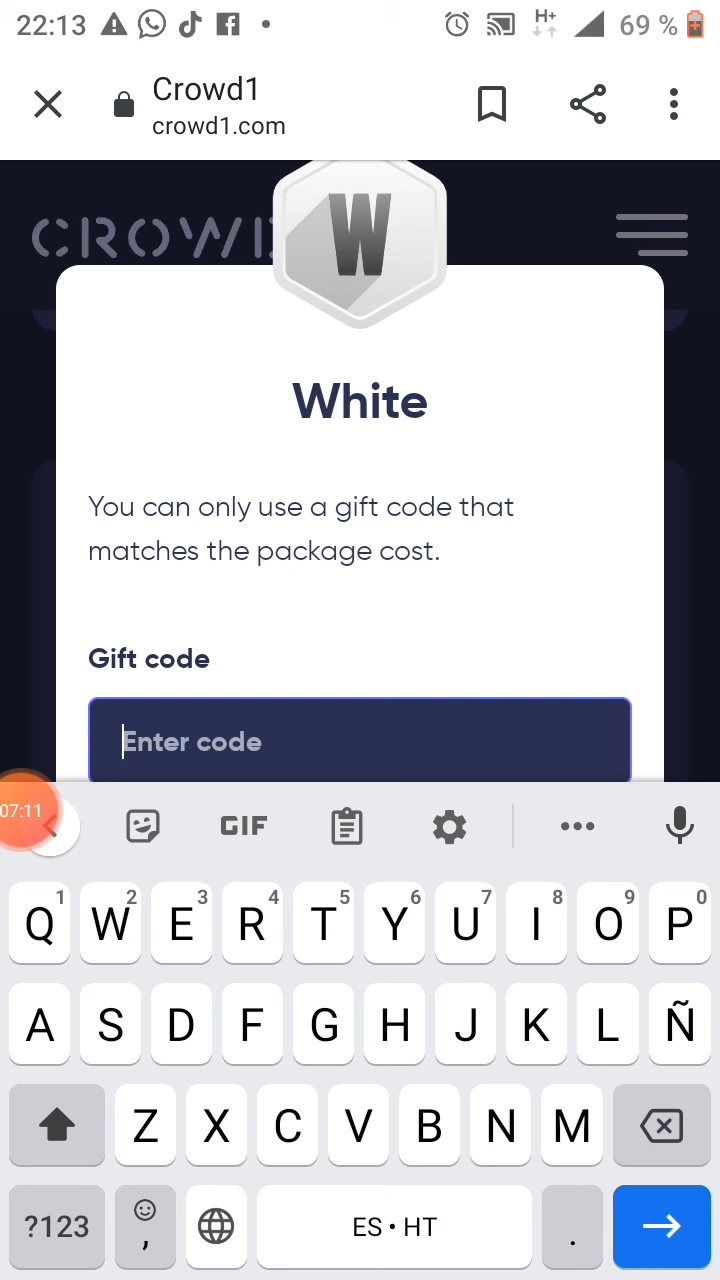 22:13
H+
69 %
Crowd1
crowd1.com
CROWD
W
White
You can only use a gift code that
matches the package cost.
Gift code
Enter code
07:11
GIF
1 2 3 4 5 6 7 8 9 0
Q W E R T Y U I O P
A S D F G H J K L Ñ
Z X C V B N M
?123 , ES • HT .